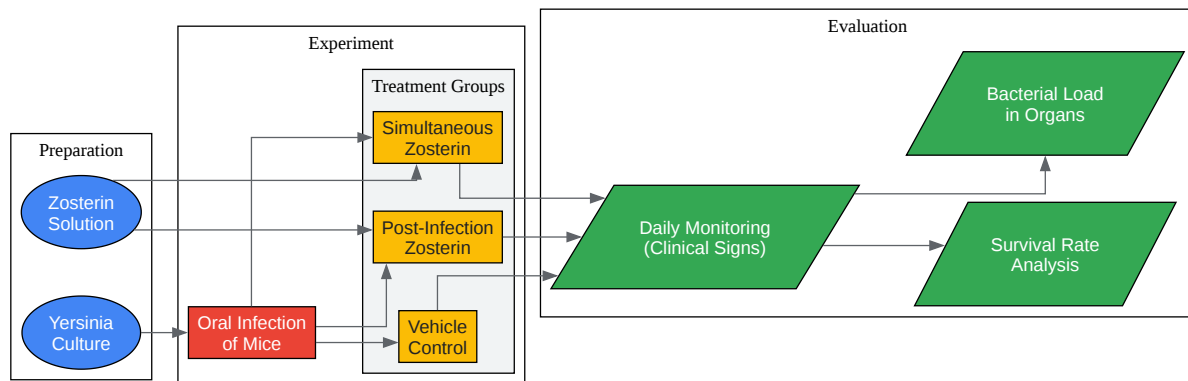 Preparation
Zosterin
Solution
Yersinia
Culture
Experiment
Oral Infection
of Mice
Treatment Groups
Simultaneous
Zosterin
Post-Infection
Zosterin
Vehicle
Control
Evaluation
Daily Monitoring
(Clinical Signs)
Bacterial Load
in Organs
Survival Rate
Analysis